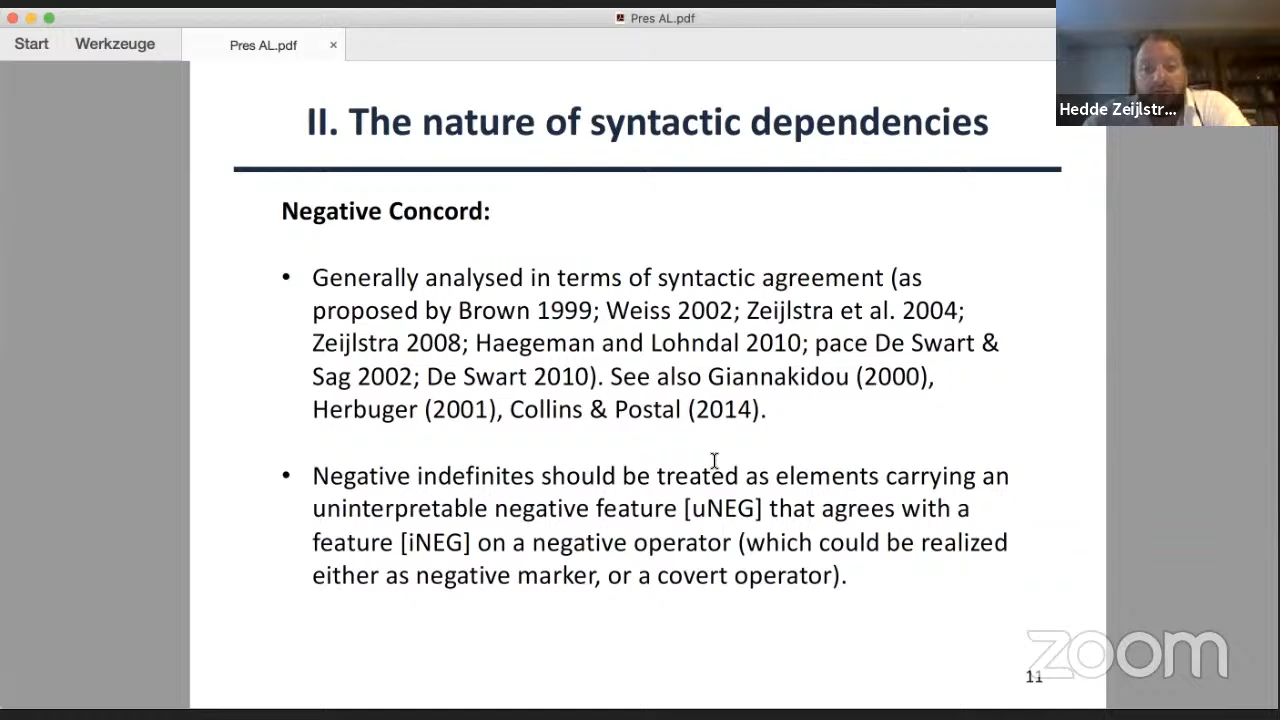 Pres AL.pdf
Start Werkzeuge Pres AL.pdf ×
Hedde Zeijlstr...
II. The nature of syntactic dependencies
Negative Concord:
• Generally analysed in terms of syntactic agreement (as
proposed by Brown 1999; Weiss 2002; Zeijlstra et al. 2004;
Zeijlstra 2008; Haegeman and Lohndal 2010; pace De Swart &
Sag 2002; De Swart 2010). See also Giannakidou (2000),
Herbuger (2001), Collins & Postal (2014).
• Negative indefinites should be treated as elements carrying an
uninterpretable negative feature [uNEG] that agrees with a
feature [iNEG] on a negative operator (which could be realized
either as negative marker, or a covert operator).
zoom
11